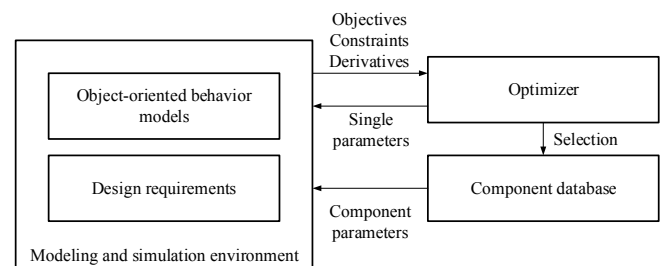 Objectives
Constraints
Derivatives
Object-oriented behavior
models
Optimizer
Single
parameters
Selection
Design requirements
Component database
Component
parameters
Modeling and simulation environment